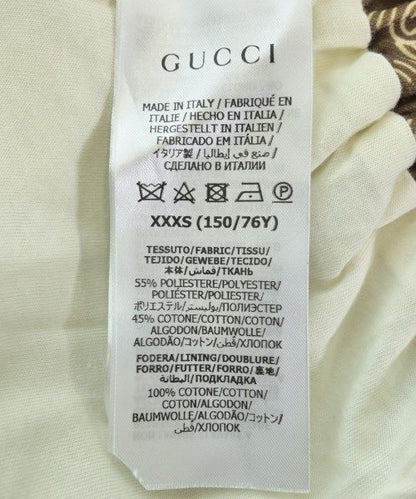 GUCCI
MADE IN ITALY / FABRIQUÉ EN
ITALIE / HECHO EN ITALIA /
HERGESTELLT IN ITALIEN /
FABRICADO EM ITÁLIA /
イタリア製 / صنع في إيطاليا /
СДЕЛАНО В ИТАЛИИ
XXXS (150/76Y)
TESSUTO/FABRIC/TISSU/
TEJIDO/GEWEBE/TECIDO/
本体/قماش/ТКАНЬ
55% POLIESTERE/POLYESTER/
POLIÉSTER/POLYESTER/
ポリエステル/بوليستر/ПОЛИЭСТЕР
45% COTONE/COTTON/COTON/
ALGODON/BAUMWOLLE/
ALGODÃO/コットン/قطن/ХЛОПОК
FODERA/LINING/DOUBLURE/
FORRO/FUTTER/FORRO/裏地/
البطانة/ПОДКЛАДКА
100% COTONE/COTTON/
COTON/ALGODON/
BAUMWOLLE/ALGODÃO/コットン/
قطن/ХЛОПОК